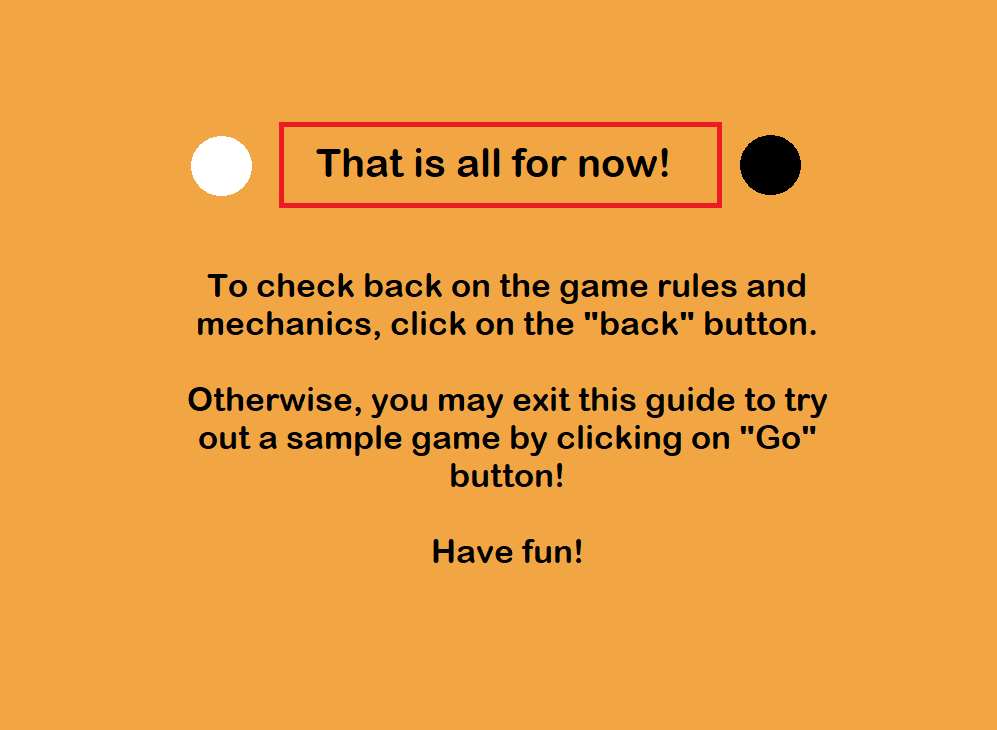 That is all for now!
To check back on the game rules and
mechanics, click on the "back" button.
Otherwise, you may exit this guide to try
out a sample game by clicking on "Go"
button!
Have fun!